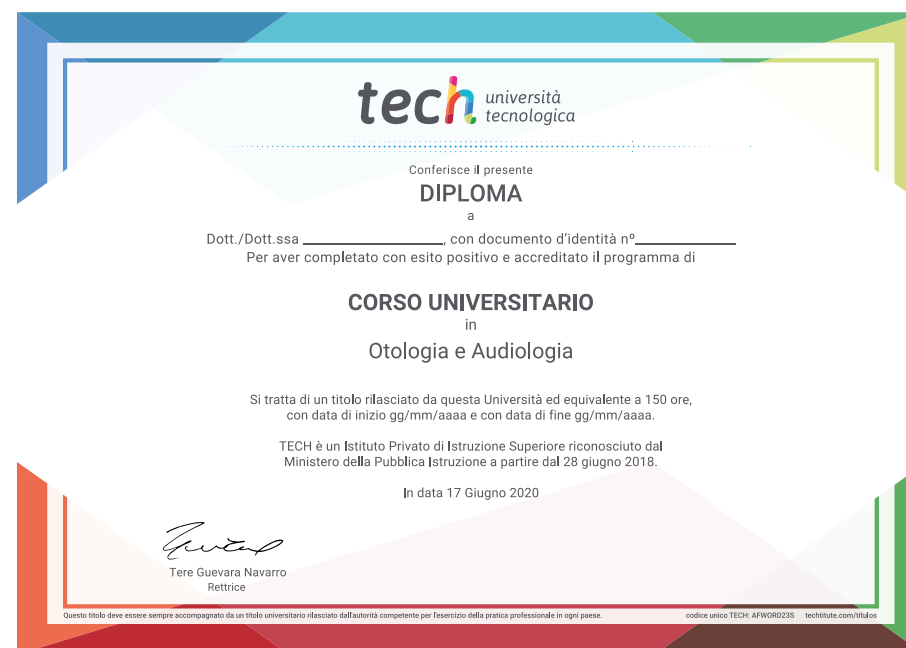 tech università
tecnologica
Conferisce il presente
DIPLOMA
a
Dott./Dott.ssa ____________________, con documento d'identità nº______________
Per aver completato con esito positivo e accreditato il programma di
CORSO UNIVERSITARIO
in
Otologia e Audiologia
Si tratta di un titolo rilasciato da questa Università ed equivalente a 150 ore,
con data di inizio gg/mm/aaaa e con data di fine gg/mm/aaaa.
TECH è un Istituto Privato di Istruzione Superiore riconosciuto dal
Ministero della Pubblica Istruzione a partire dal 28 giugno 2018.
In data 17 Giugno 2020
Tere Guevara Navarro
Rettrice
Questo titolo deve essere sempre accompagnato da un titolo universitario rilasciato dall'autorità competente per l'esercizio della pratica professionale in ogni paese. codice unico TECH: AFWORD23S techtitute.com/titulos